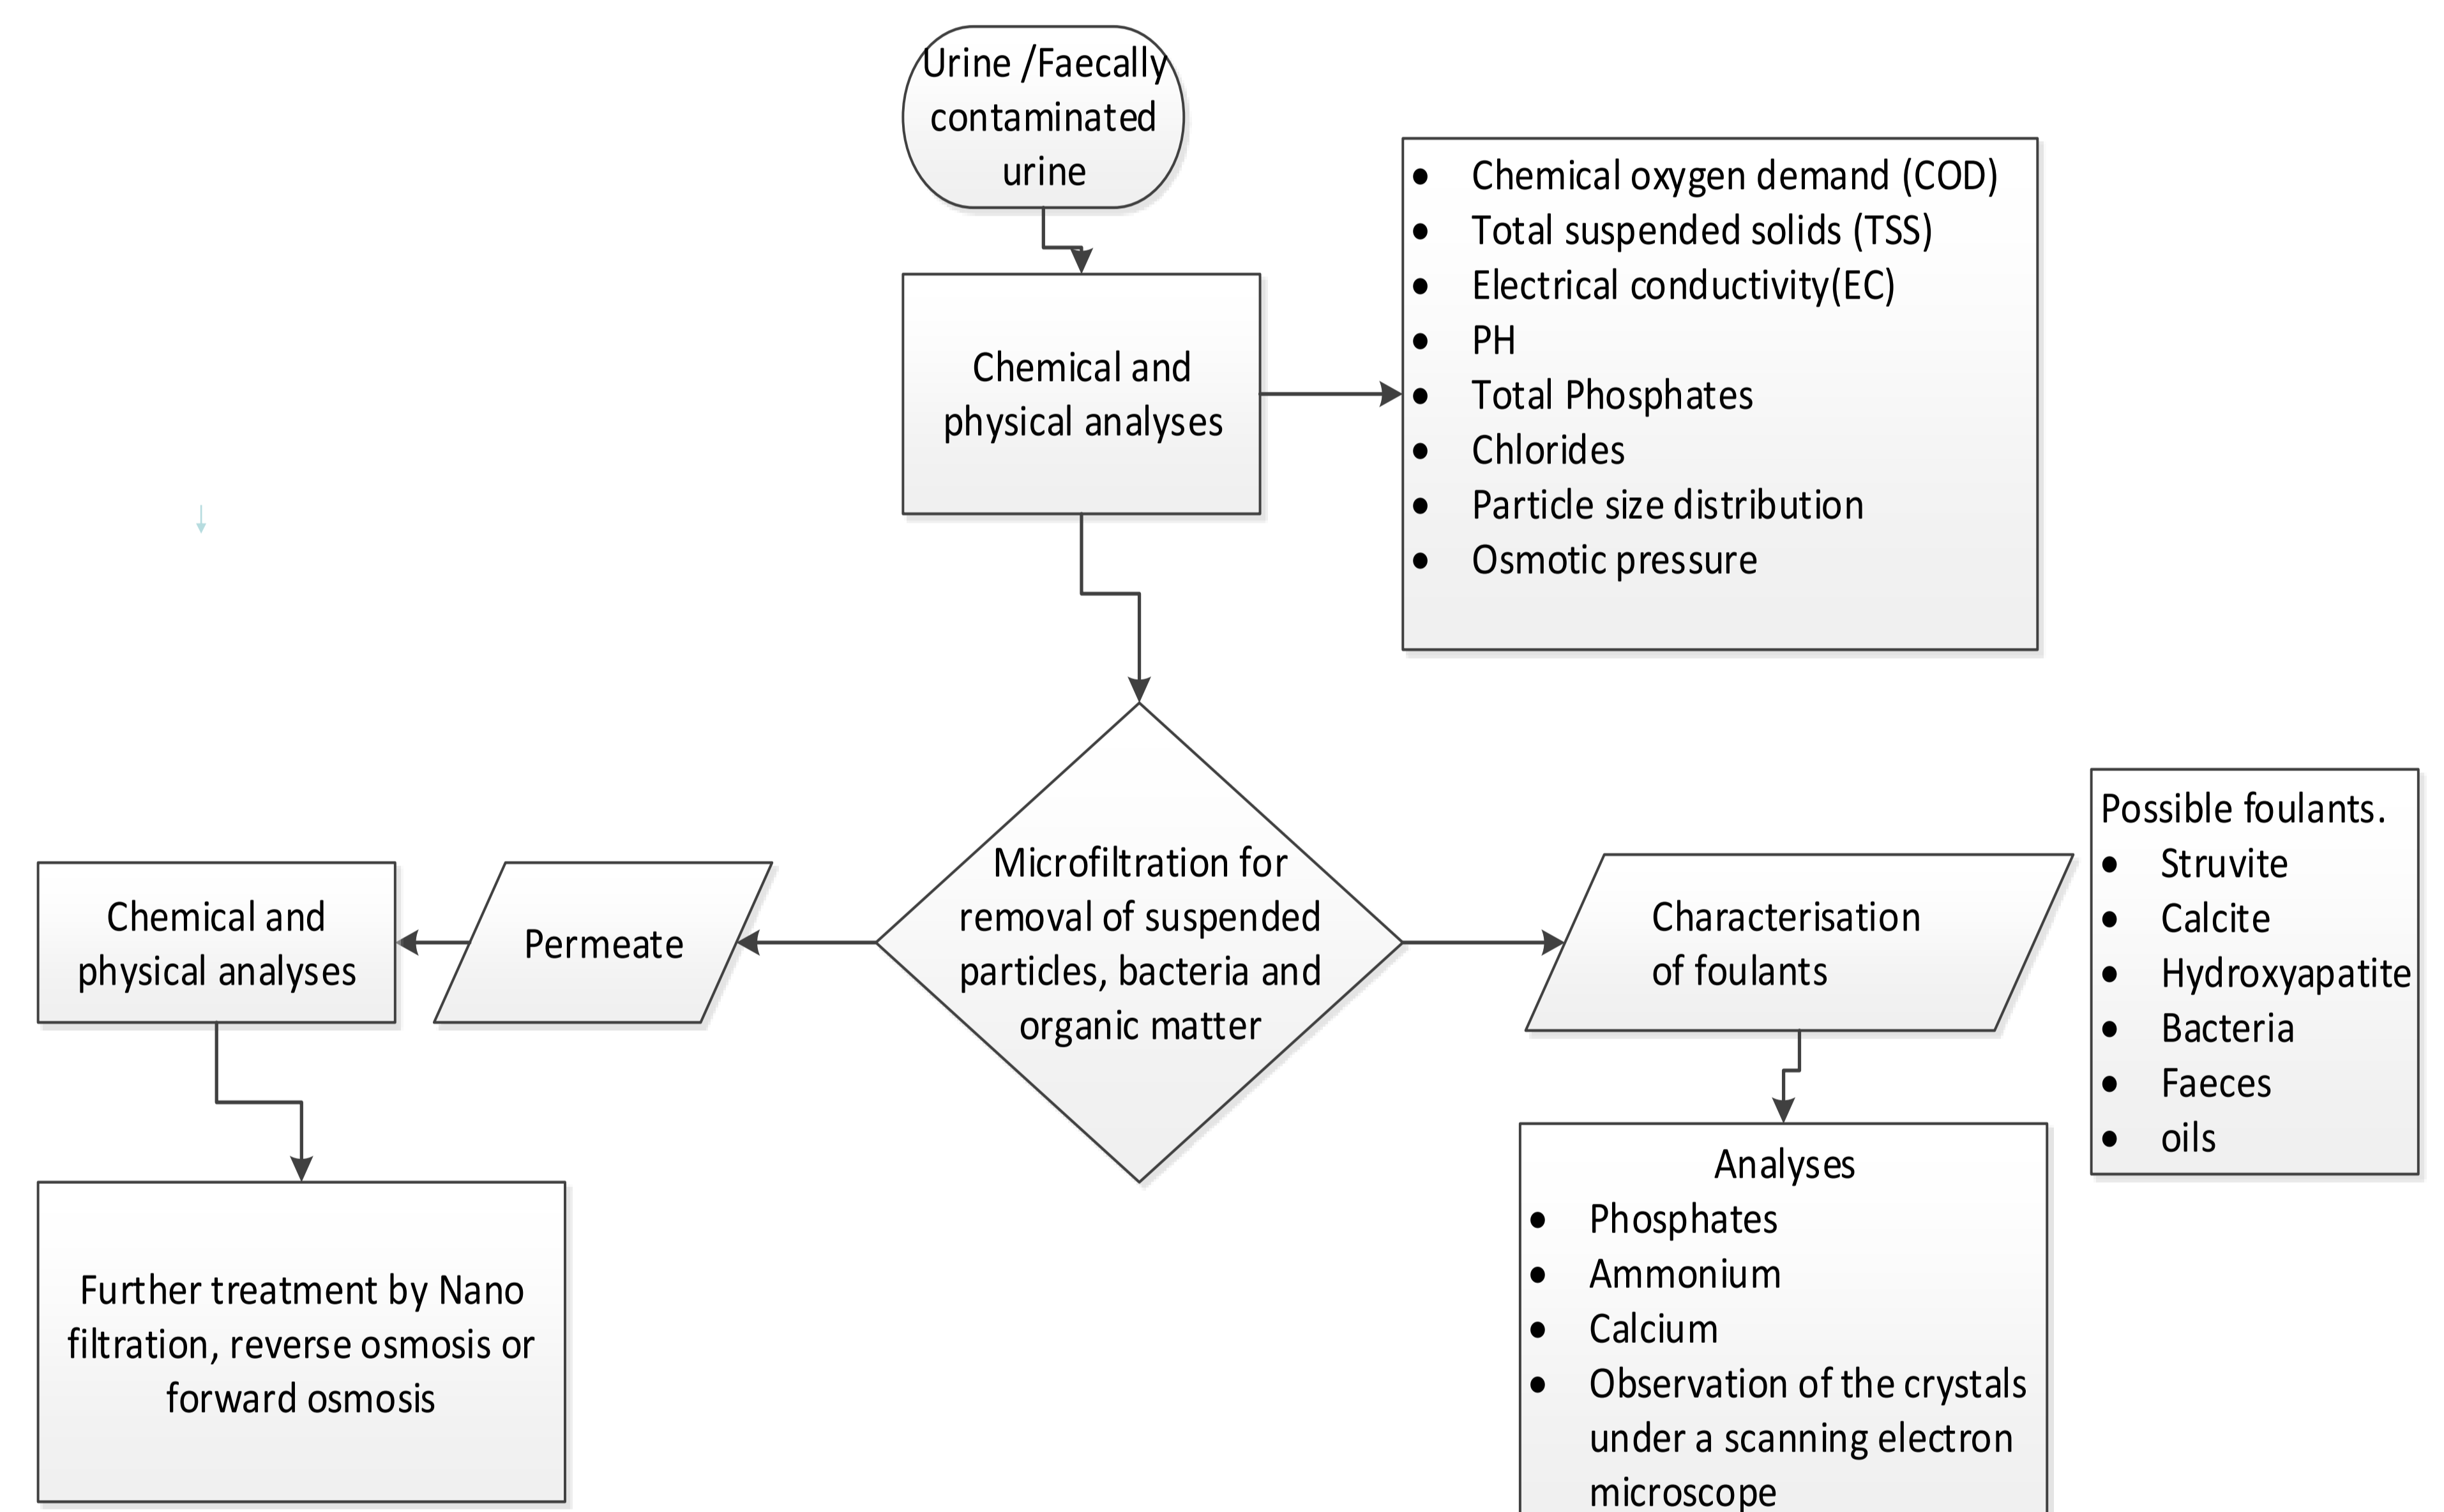 Urine /Faecally
contaminated
urine
Chemical and
physical analyses
● Chemical oxygen demand (COD)
● Total suspended solids (TSS)
● Electrical conductivity(EC)
● PH
● Total Phosphates
● Chlorides
● Particle size distribution
● Osmotic pressure
Microfiltration for
removal of suspended
particles, bacteria and
organic matter
Permeate
Chemical and
physical analyses
Further treatment by Nano
filtration, reverse osmosis or
forward osmosis
Characterisation
of foulants
Possible foulants.
● Struvite
● Calcite
● Hydroxyapatite
● Bacteria
● Faeces
● oils
Analyses
● Phosphates
● Ammonium
● Calcium
● Observation of the crystals
under a scanning electron
microscope